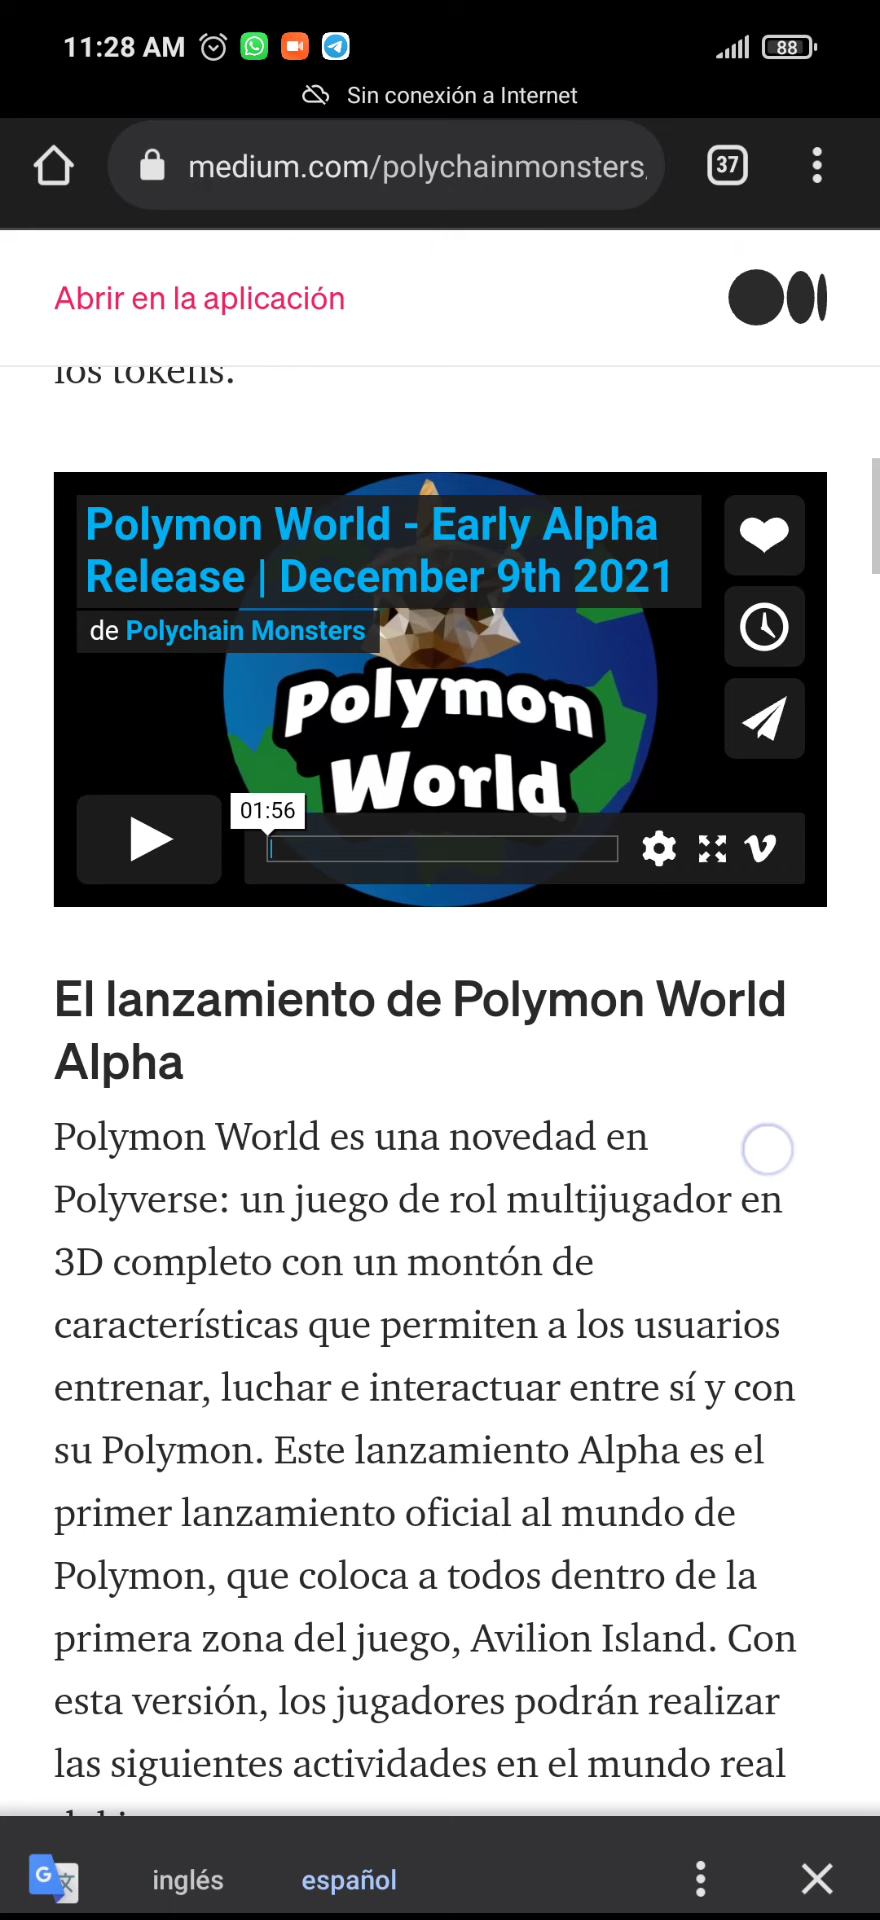 11:28 AM
88
Sin conexión a Internet
medium.com/polychainmonsters
37
Abrir en la aplicación
los tokens.
Polymon World - Early Alpha
Release | December 9th 2021
de Polychain Monsters
Polymon
World
01:56
El lanzamiento de Polymon World
Alpha
Polymon World es una novedad en
Polyverse: un juego de rol multijugador en
3D completo con un montón de
características que permiten a los usuarios
entrenar, luchar e interactuar entre sí y con
su Polymon. Este lanzamiento Alpha es el
primer lanzamiento oficial al mundo de
Polymon, que coloca a todos dentro de la
primera zona del juego, Avilion Island. Con
esta versión, los jugadores podrán realizar
las siguientes actividades en el mundo real
G 文
inglés español